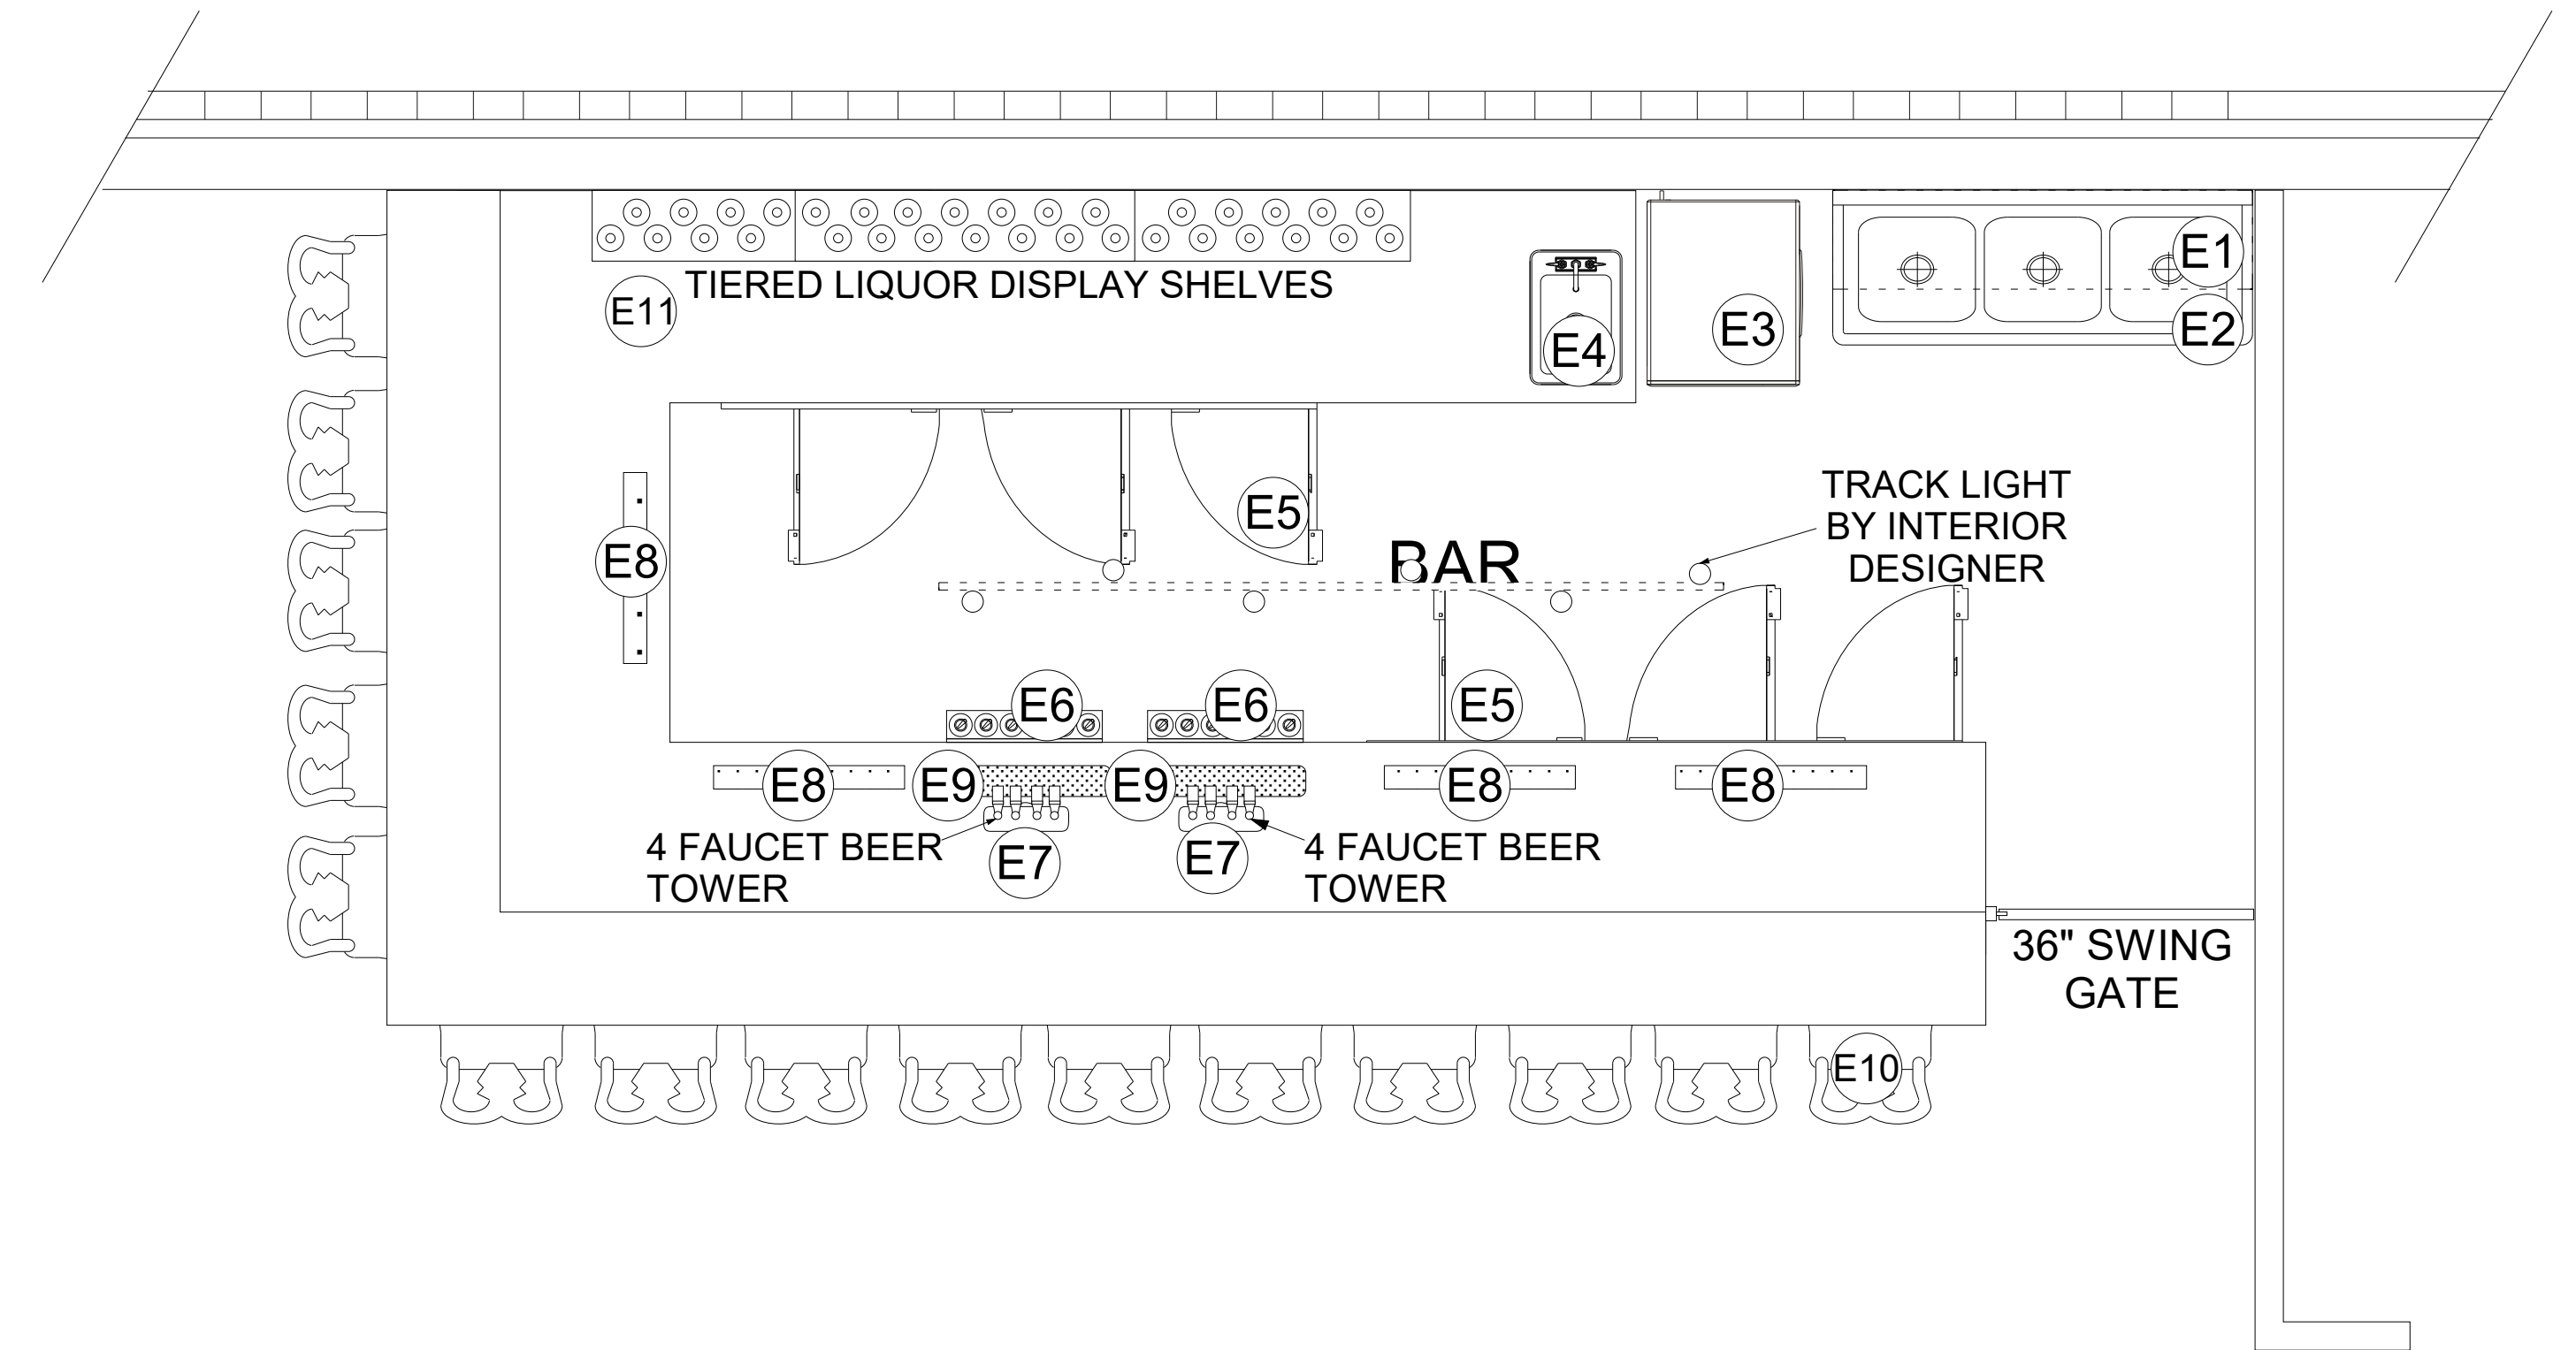 E1
TIERED LIQUOR DISPLAY SHELVES
E11
E4
E3
E2
TRACK LIGHT
BY INTERIOR
DESIGNER
E5
E8
BAR
E6
E6
E5
E8
E9
E9
E8
E8
4 FAUCET BEER
TOWER
E7
E7
4 FAUCET BEER
TOWER
36" SWING
GATE
E10